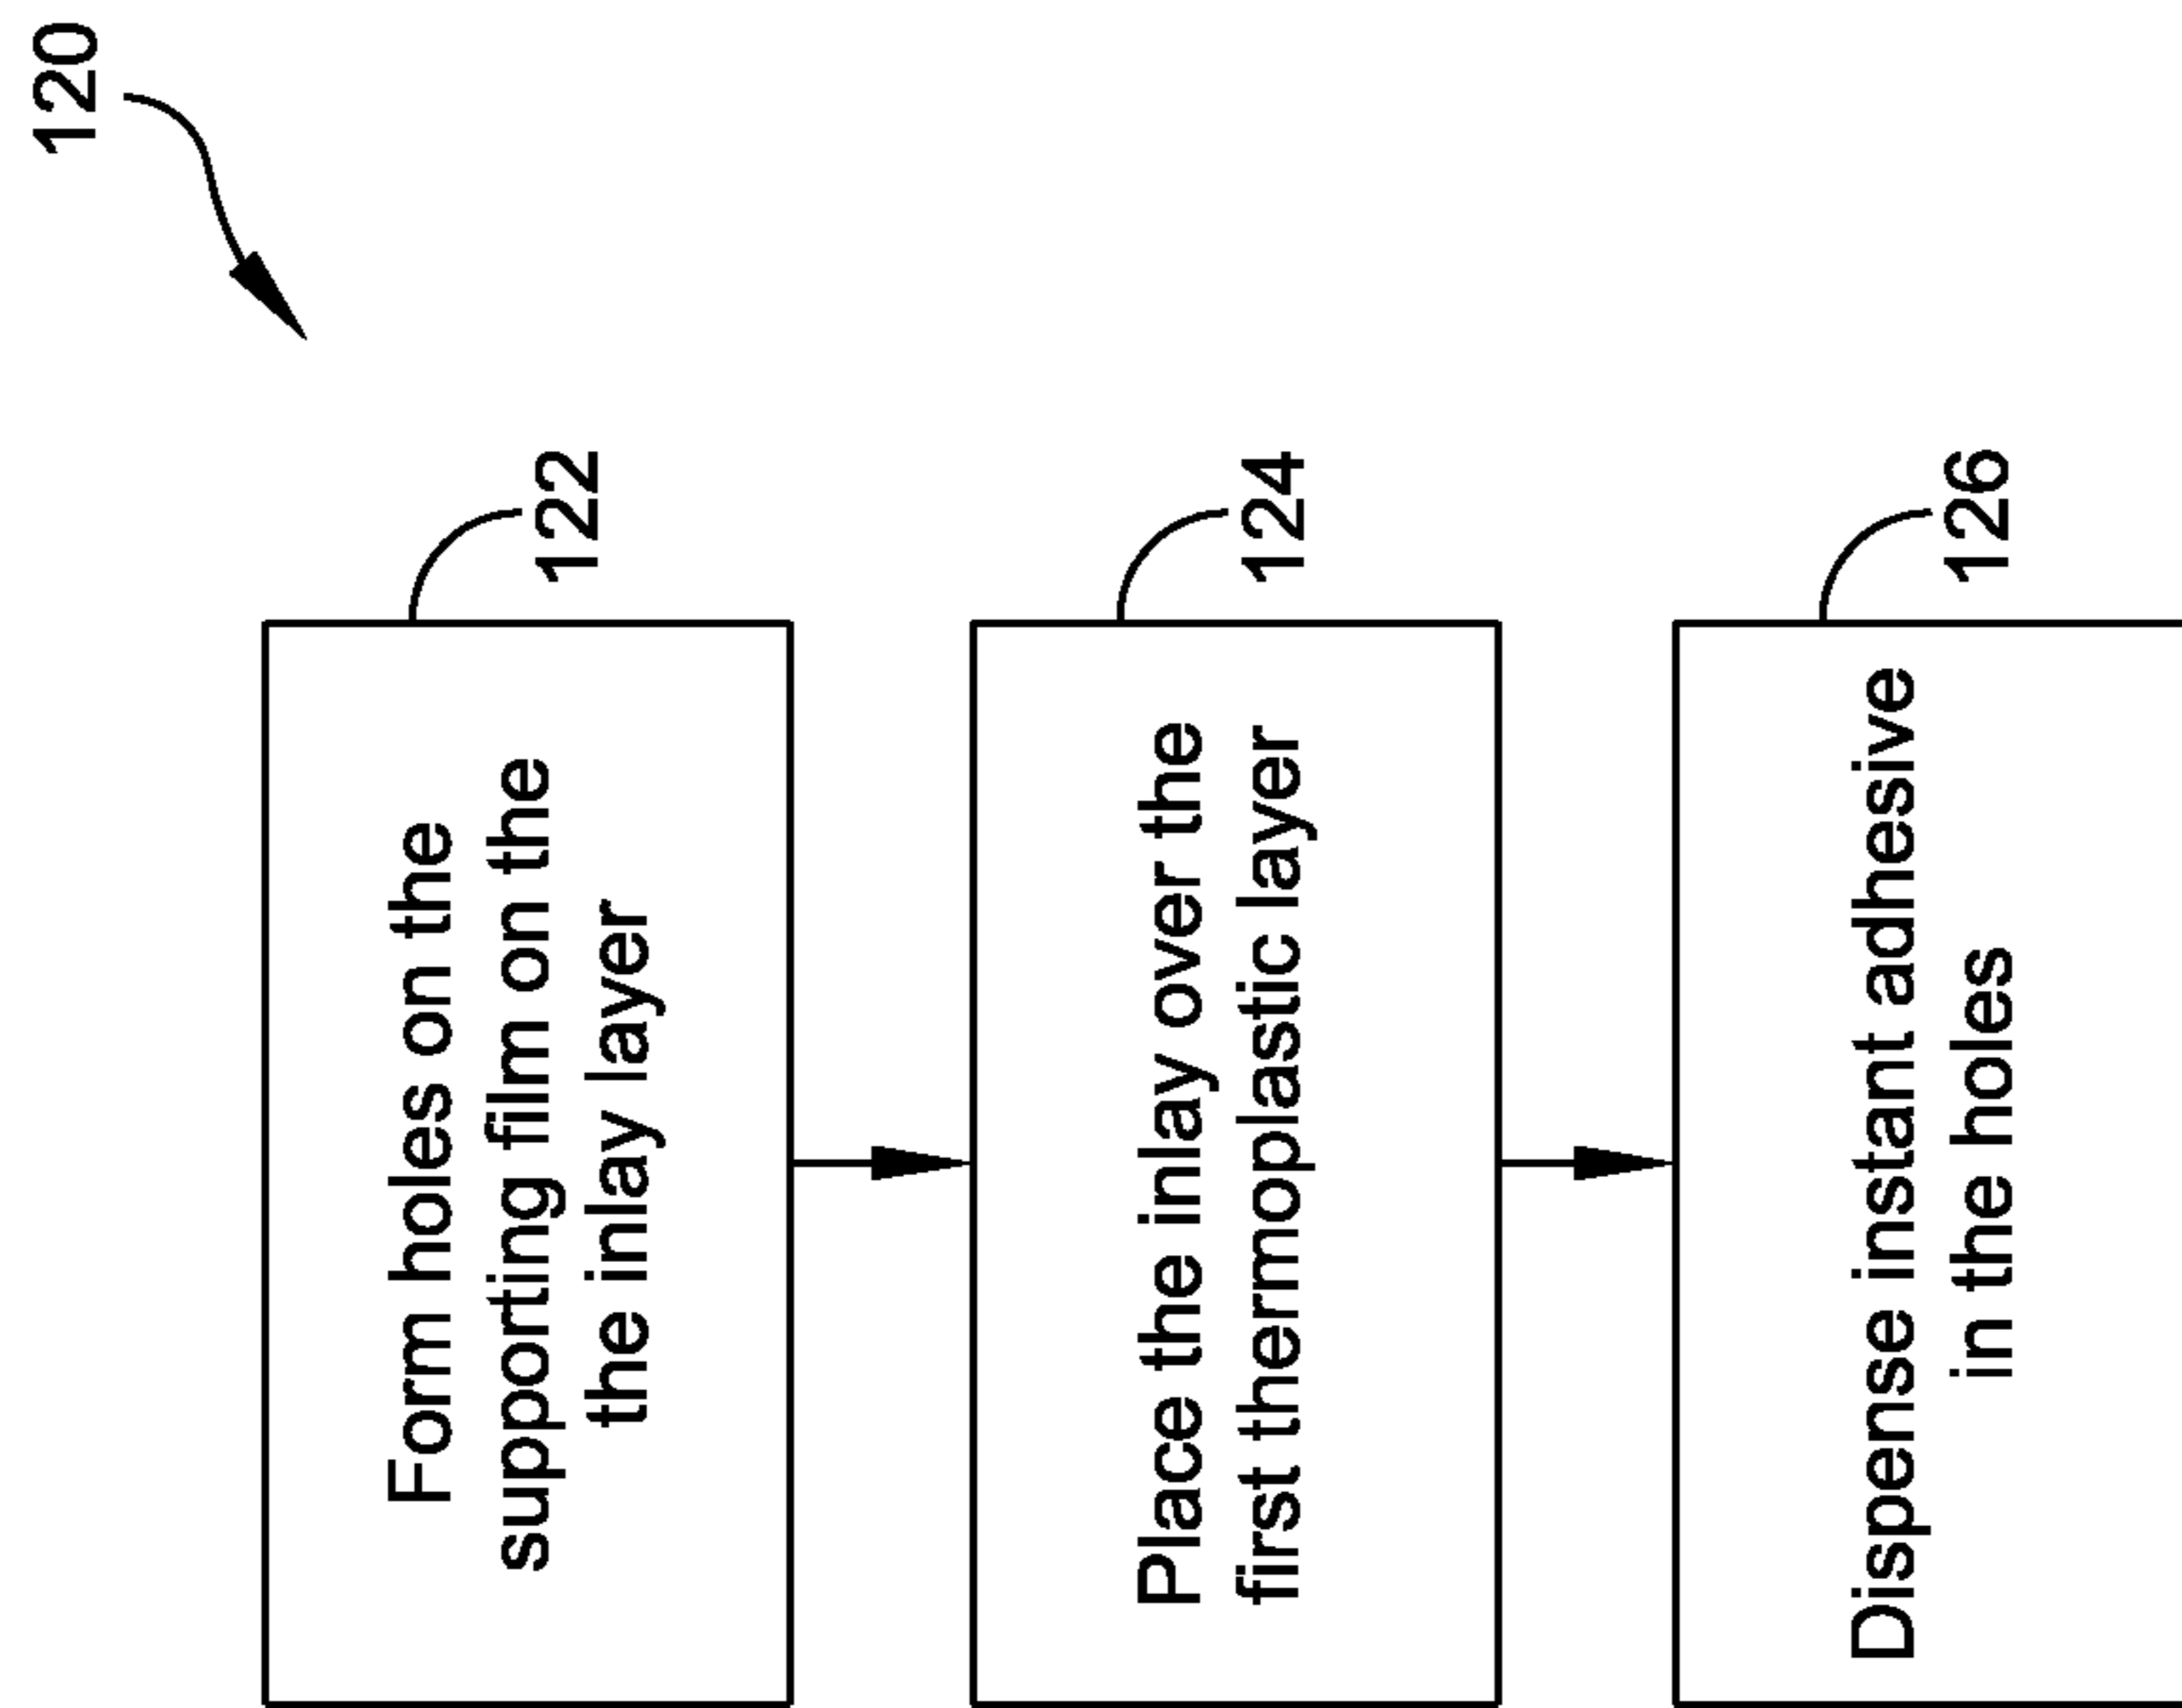 120
Form holes on the
supporting film on the
the inlay layer
122
Place the inlay over the
first thermoplastic layer
124
Dispense instant adhesive
in the holes
126